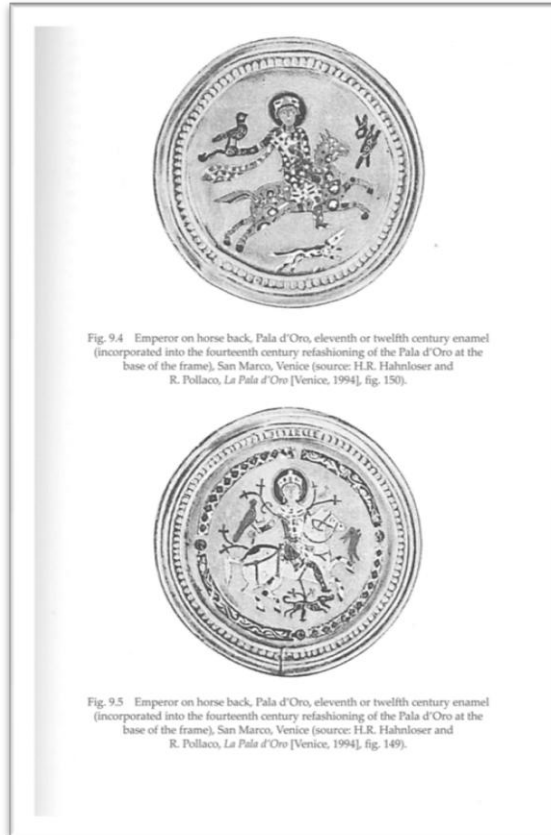 Fig. 9.4 Emperor on horse back, Pala d'Oro, eleventh or twelfth century enamel
(incorporated into the fourteenth century refashioning of the Pala d'Oro at the
base of the frame), San Marco, Venice (source: H.R. Hahnloser and
R. Pollaco, La Pala d'Oro [Venice, 1994], fig. 150).
Fig. 9.5 Emperor on horse back, Pala d'Oro, eleventh or twelfth century enamel
(incorporated into the fourteenth century refashioning of the Pala d'Oro at the
base of the frame), San Marco, Venice (source: H.R. Hahnloser and
R. Pollaco, La Pala d'Oro [Venice, 1994], fig. 149).